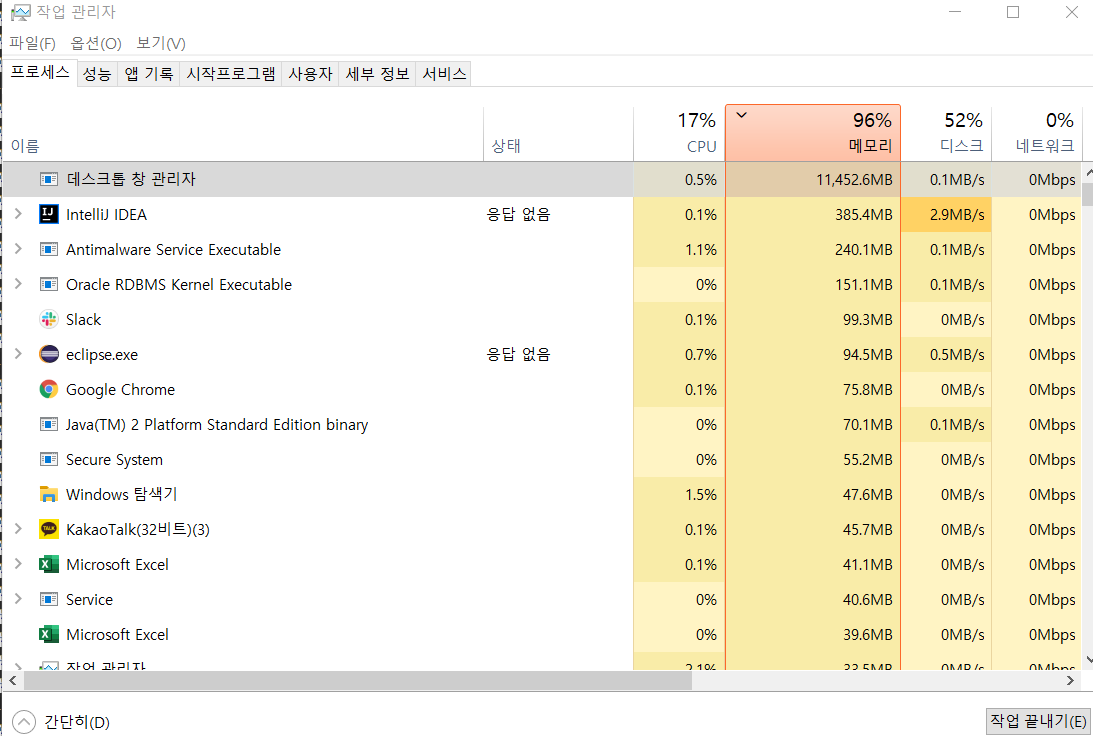 작업 관리자
파일(F) 옵션(O) 보기(V)
프로세스 성능 앱 기록 시작프로그램 사용자 세부 정보 서비스
17% 96% 52% 0%
이름 상태 CPU 메모리 디스크 네트워크
데스크톱 창 관리자 0.5% 11,452.6MB 0.1MB/s 0Mbps
IntelliJ IDEA 응답 없음 0.1% 385.4MB 2.9MB/s 0Mbps
Antimalware Service Executable 1.1% 240.1MB 0.1MB/s 0Mbps
Oracle RDBMS Kernel Executable 0% 151.1MB 0.1MB/s 0Mbps
Slack 0.1% 99.3MB 0MB/s 0Mbps
eclipse.exe 응답 없음 0.7% 94.5MB 0.5MB/s 0Mbps
Google Chrome 0.1% 75.8MB 0MB/s 0Mbps
Java(TM) 2 Platform Standard Edition binary 0% 70.1MB 0.1MB/s 0Mbps
Secure System 0% 55.2MB 0MB/s 0Mbps
Windows 탐색기 1.5% 47.6MB 0MB/s 0Mbps
KakaoTalk(32비트)(3) 0.1% 45.7MB 0MB/s 0Mbps
Microsoft Excel 0.1% 41.1MB 0MB/s 0Mbps
Service 0% 40.6MB 0MB/s 0Mbps
Microsoft Excel 0% 39.6MB 0MB/s 0Mbps
작업 관리자 2.1% 33.5MB 0MB/s 0Mbps
간단히(D) 작업 끝내기(E)